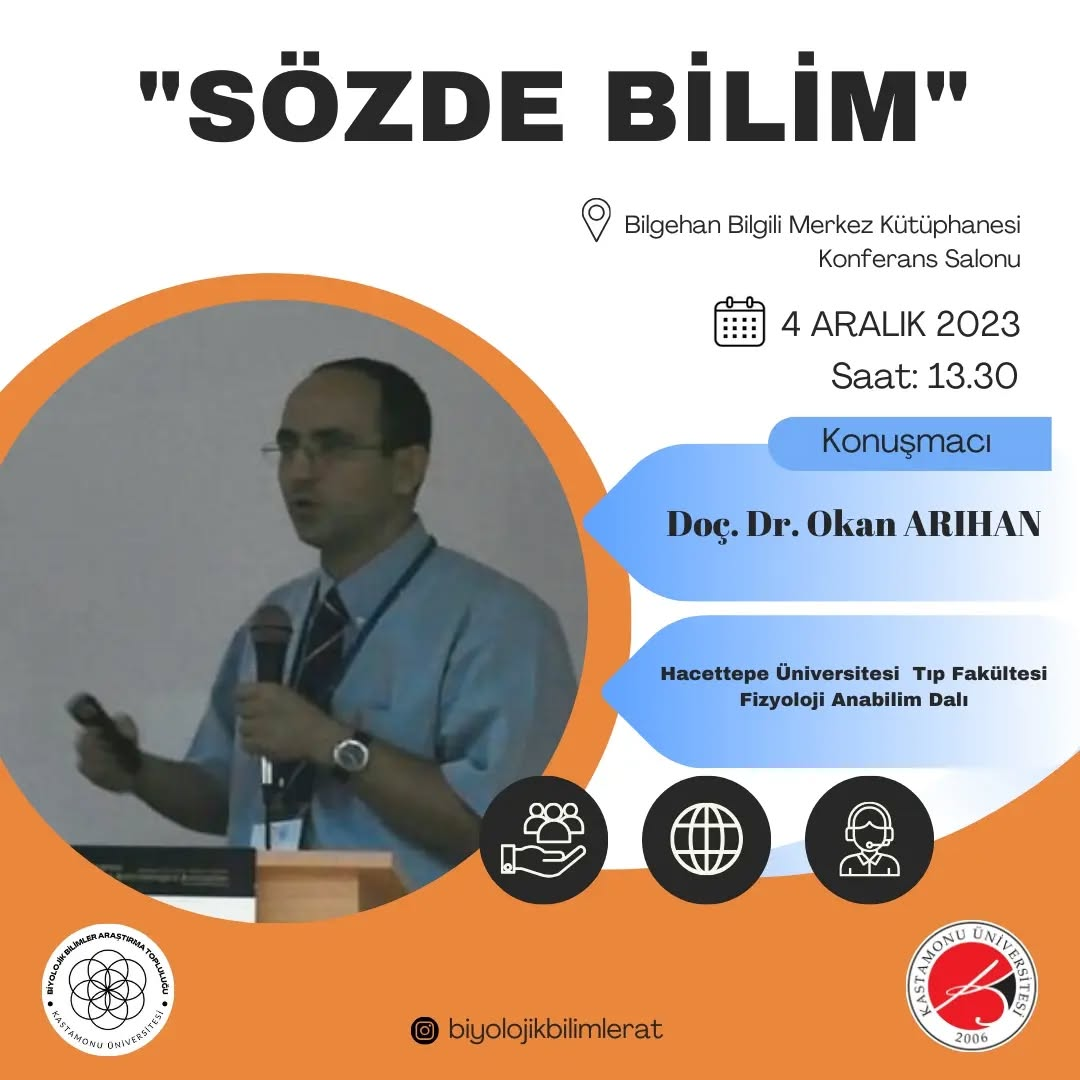 "SÖZDE BİLİM"
Bilgehan Bilgili Merkez Kütüphanesi
Konferans Salonu
4 ARALIK 2023
Saat: 13.30
Konuşmacı
Doç. Dr. Okan ARIHAN
Hacettepe Üniversitesi Tıp Fakültesi
Fizyoloji Anabilim Dalı
BİYOLOJİK BİLİMLER ARAŞTIRMA TOPLULUĞU
KASTAMONU ÜNİVERSİTESİ
biyolojikbilimlerat
KASTAMONU ÜNİVERSİTESİ
2006